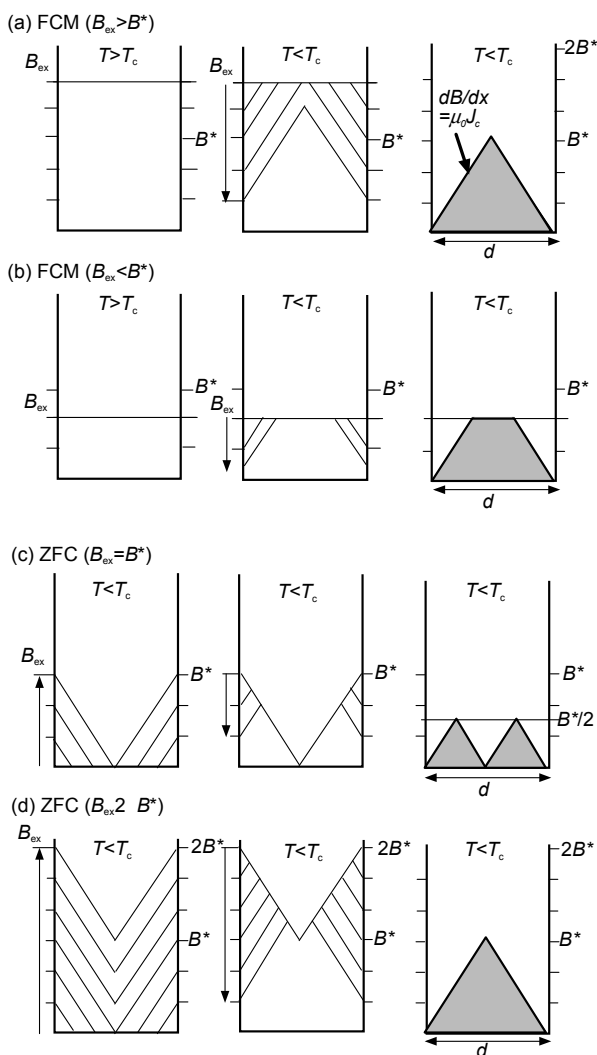 (a) FCM (Bex>B*)
T>Tc
T<Tc
T<Tc
2B*
Bex
Bex
dB/dx
=μ0Jc
B*
B*
d
(b) FCM (Bex<B*)
T>Tc
T<Tc
T<Tc
B*
B*
Bex
Bex
d
(c) ZFC (Bex=B*)
T<Tc
T<Tc
T<Tc
Bex
B*
B*
B*
B*/2
d
(d) ZFC (Bex2 B*)
Bex
T<Tc
2B*
T<Tc
2B*
T<Tc
2B*
B*
B*
B*
d